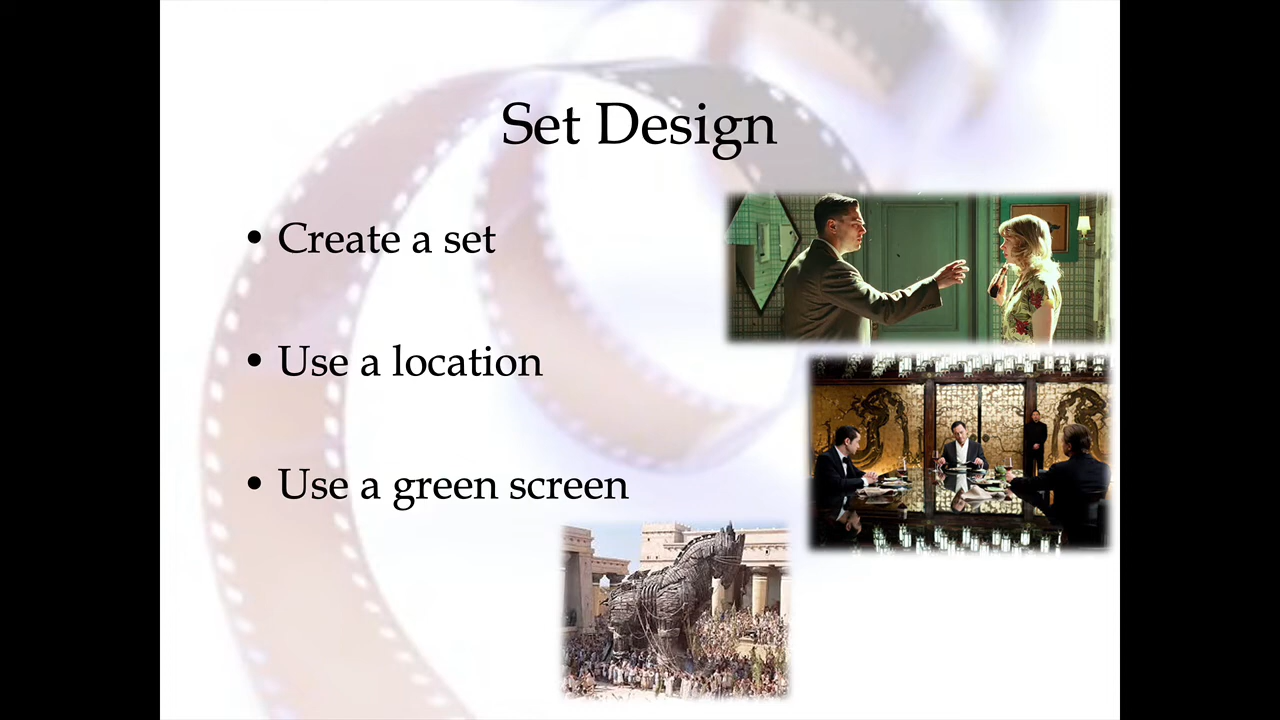 Set Design
• Create a set
• Use a location
• Use a green screen